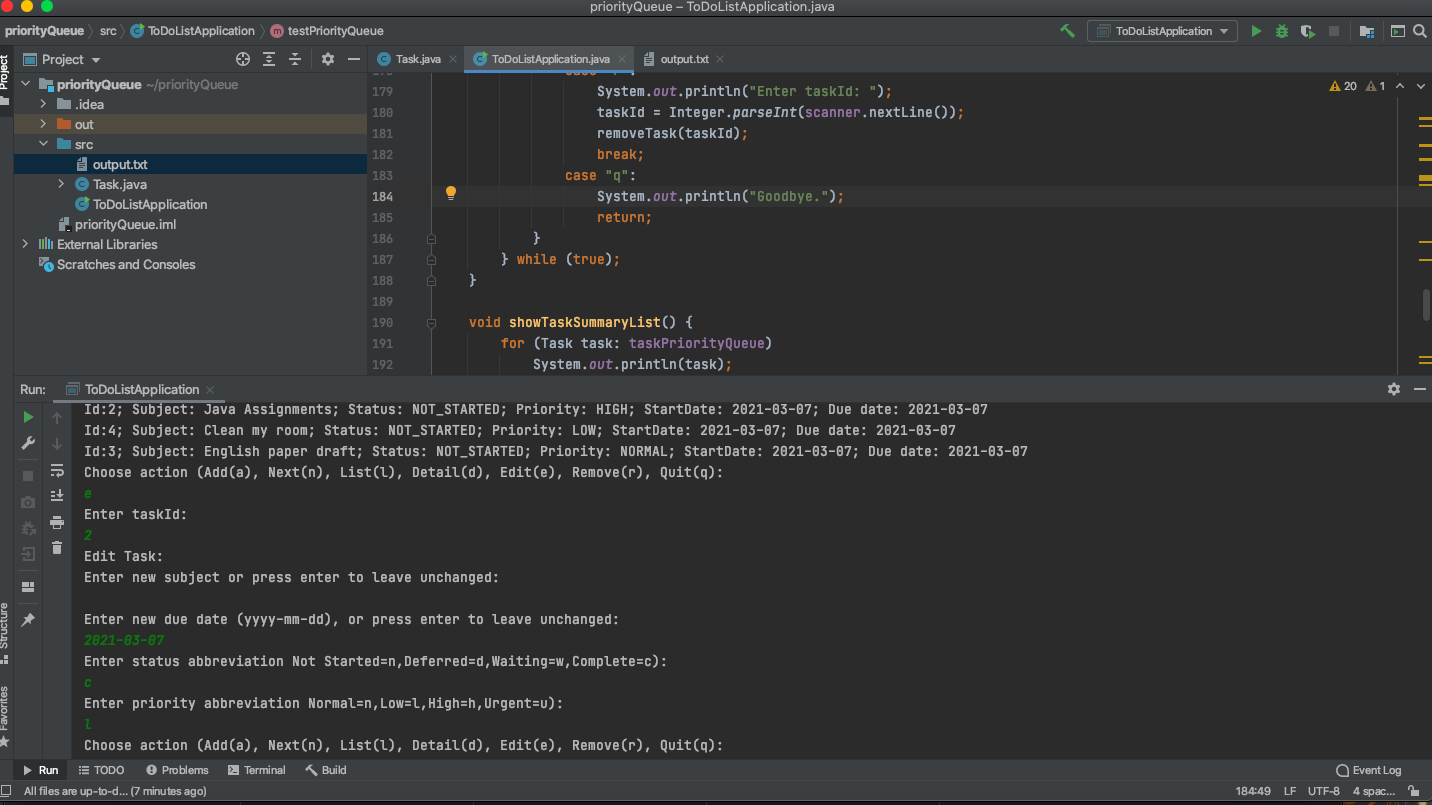 priorityQueue – ToDoListApplication.java
priorityQueue src ToDoListApplication m testPriorityQueue
ToDoListApplication
Project
Project
priorityQueue ~/priorityQueue
.idea
out
src
output.txt
Task.java
ToDoListApplication
priorityQueue.iml
External Libraries
Scratches and Consoles
Task.java ToDoListApplication.java output.txt
20 1
179 System.out.println("Enter taskId: ");
180 taskId = Integer.parseInt(scanner.nextLine());
181 removeTask(taskId);
182 break;
183 case "q":
184 System.out.println("Goodbye.");
185 return;
186 }
187 } while (true);
188 }
189
190 void showTaskSummaryList() {
191 for (Task task: taskPriorityQueue)
192 System.out.println(task);
Run: ToDoListApplication
Id:2; Subject: Java Assignments; Status: NOT_STARTED; Priority: HIGH; StartDate: 2021-03-07; Due date: 2021-03-07
Id:4; Subject: Clean my room; Status: NOT_STARTED; Priority: LOW; StartDate: 2021-03-07; Due date: 2021-03-07
Id:3; Subject: English paper draft; Status: NOT_STARTED; Priority: NORMAL; StartDate: 2021-03-07; Due date: 2021-03-07
Choose action (Add(a), Next(n), List(l), Detail(d), Edit(e), Remove(r), Quit(q):
e
Enter taskId:
2
Edit Task:
Enter new subject or press enter to leave unchanged:
Enter new due date (yyyy-mm-dd), or press enter to leave unchanged:
2021-03-07
Enter status abbreviation Not Started=n,Deferred=d,Waiting=w,Complete=c):
c
Enter priority abbreviation Normal=n,Low=l,High=h,Urgent=u):
l
Choose action (Add(a), Next(n), List(l), Detail(d), Edit(e), Remove(r), Quit(q):
Structure
Favorites
Run TODO Problems Terminal Build Event Log
All files are up-to-d... (7 minutes ago) 184:49 LF UTF-8 4 spac...